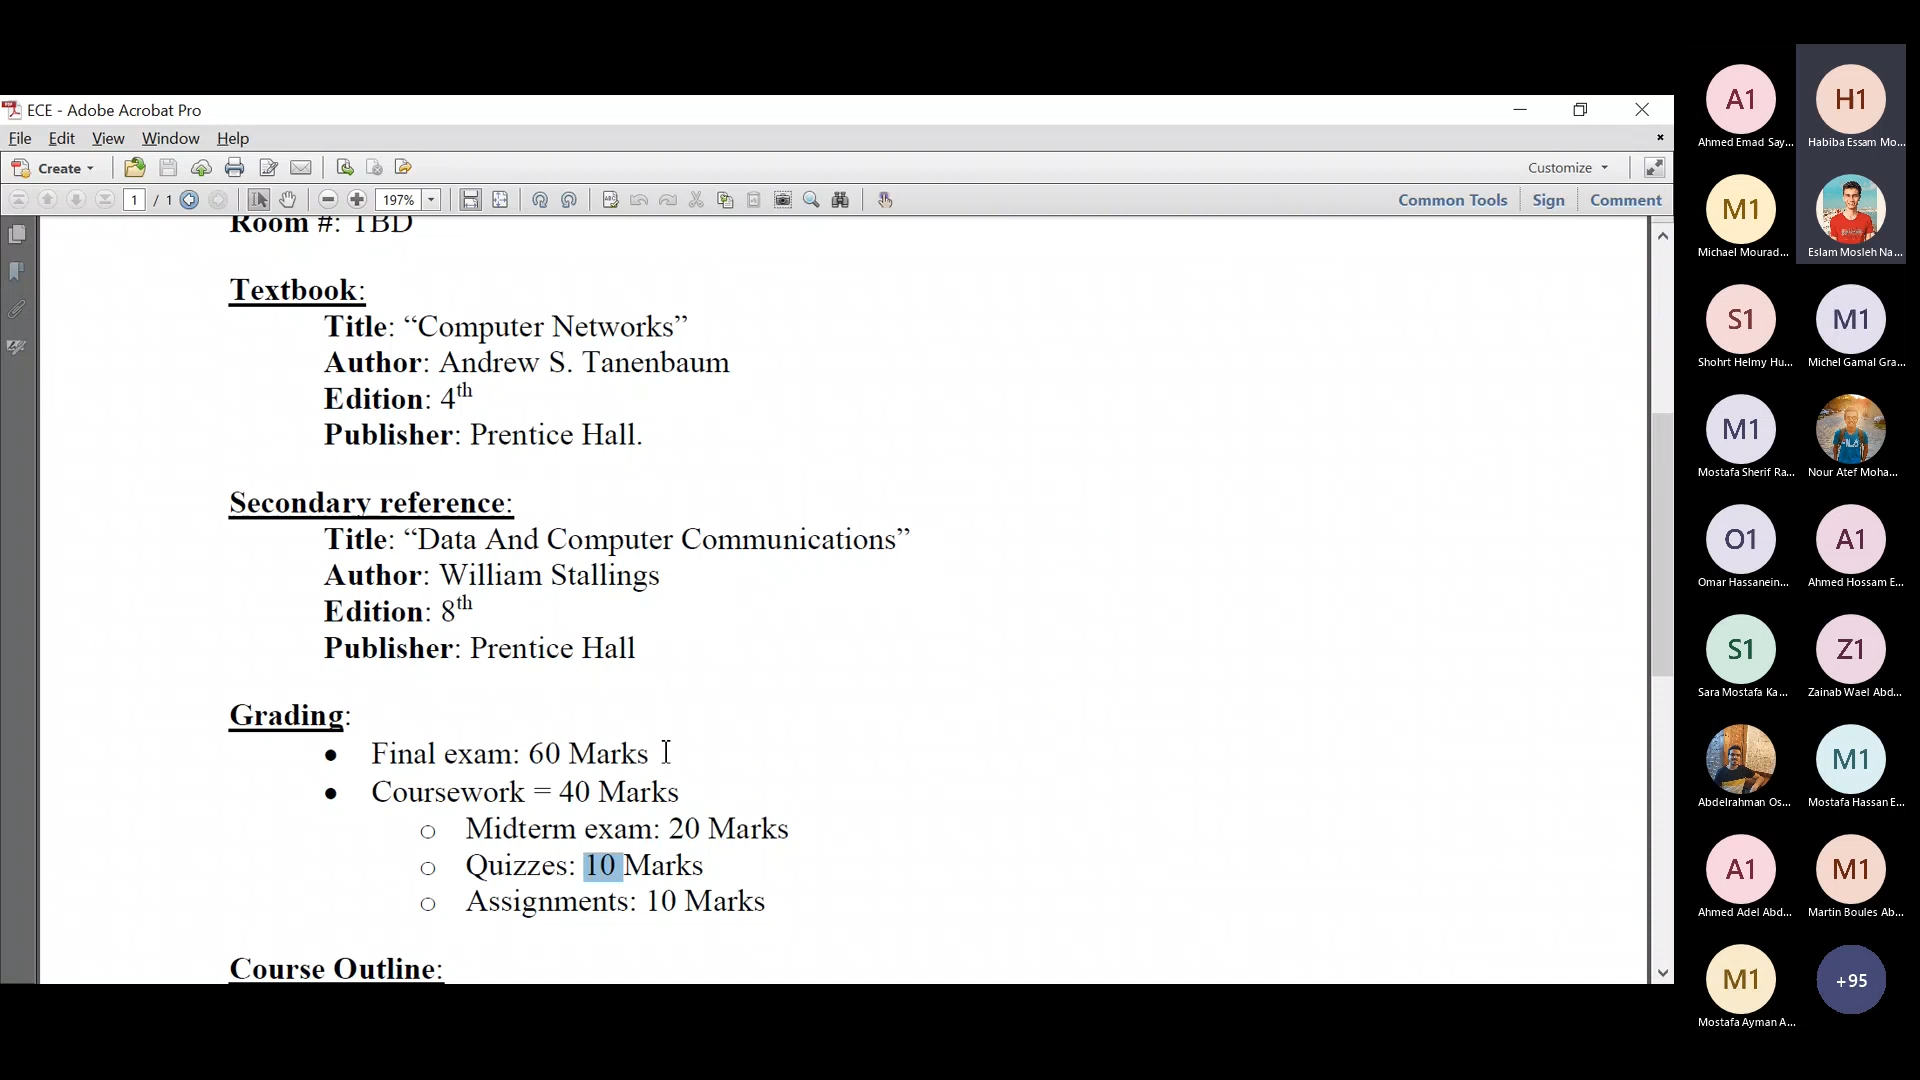 ECE - Adobe Acrobat Pro
File Edit View Window Help
Create Customize
1 / 1 197% Common Tools Sign Comment
Room #: TBD
Textbook:
Title: “Computer Networks”
Author: Andrew S. Tanenbaum
Edition: 4th
Publisher: Prentice Hall.
Secondary reference:
Title: “Data And Computer Communications”
Author: William Stallings
Edition: 8th
Publisher: Prentice Hall
Grading:
• Final exam: 60 Marks
• Coursework = 40 Marks
o Midterm exam: 20 Marks
o Quizzes: 10 Marks
o Assignments: 10 Marks
Course Outline:
A1 H1
Ahmed Emad Say... Habiba Essam Mo...
M1
Michael Mourad... Eslam Mosleh Na...
S1 M1
Shohrt Helmy Hu... Michel Gamal Gra...
M1
Mostafa Sherif Ra... Nour Atef Moha...
O1 A1
Omar Hassanein... Ahmed Hossam E...
S1 Z1
Sara Mostafa Ka... Zainab Wael Abd...
M1
Abdelrahman Os... Mostafa Hassan E...
A1 M1
Ahmed Adel Abd... Martin Boules Ab...
M1 +95
Mostafa Ayman A...